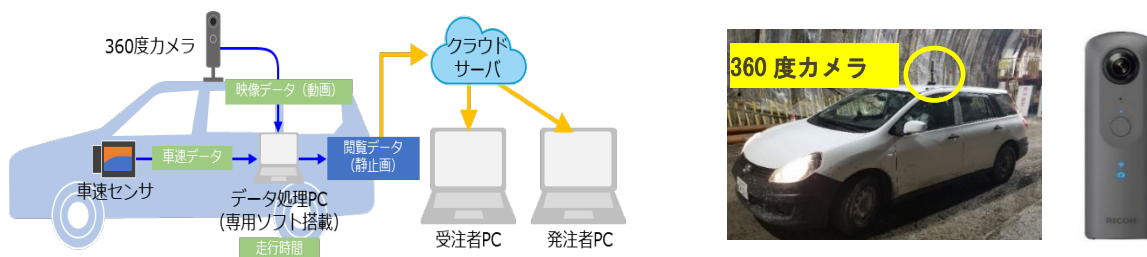 360度カメラ
クラウド
サーバ
映像データ（動画）
車速データ
閲覧データ
（静止画）
車速センサ
データ処理PC
（専用ソフト搭載）
走行時間
受注者PC
発注者PC
360 度カメラ
RICOH